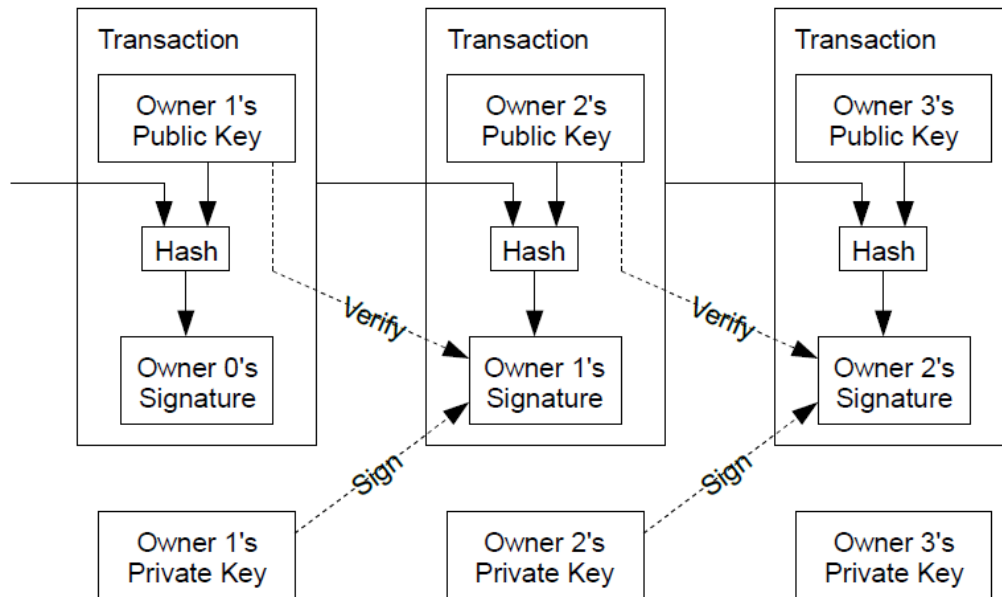 Transaction
Owner 1's
Public Key
Hash
Owner 0's
Signature
Transaction
Owner 2's
Public Key
Hash
Verify
Owner 1's
Signature
Transaction
Owner 3's
Public Key
Hash
Verify
Owner 2's
Signature
Sign
Sign
Owner 1's
Private Key
Owner 2's
Private Key
Owner 3's
Private Key